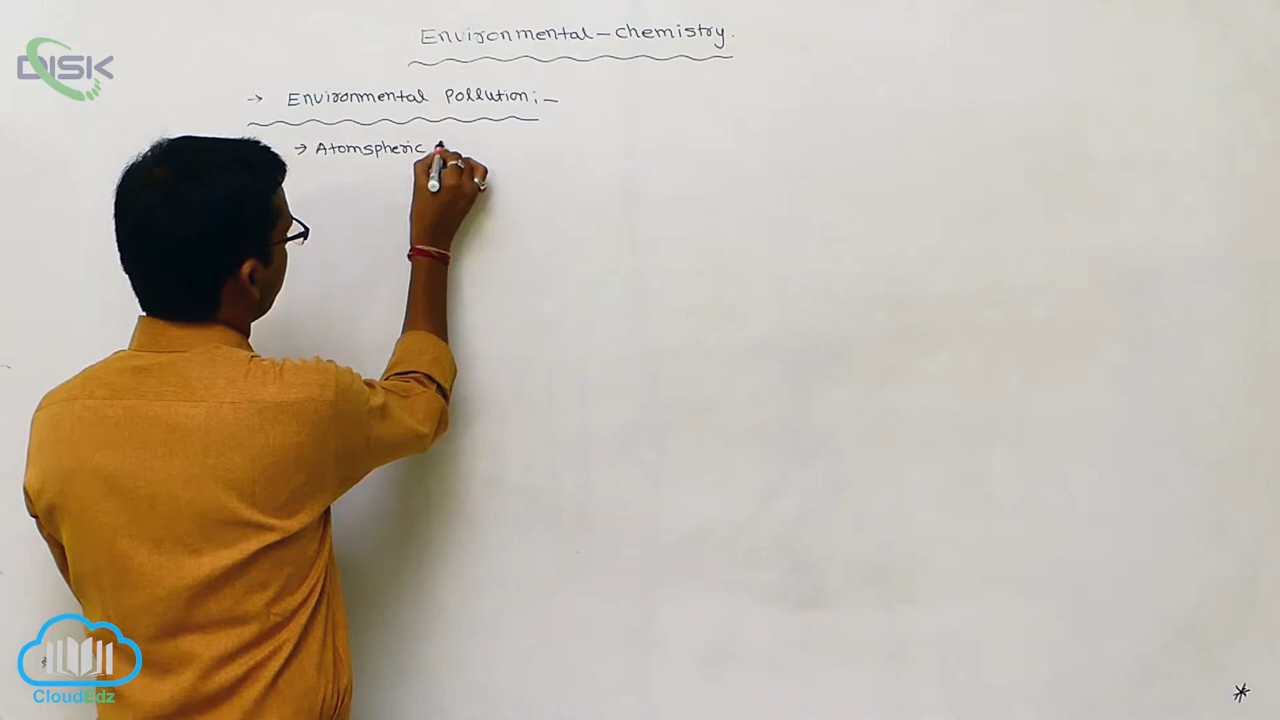 Environmental-chemistry.
DISK
→ Environmental Pollution:-
→ Atomspheric
CloudEdz